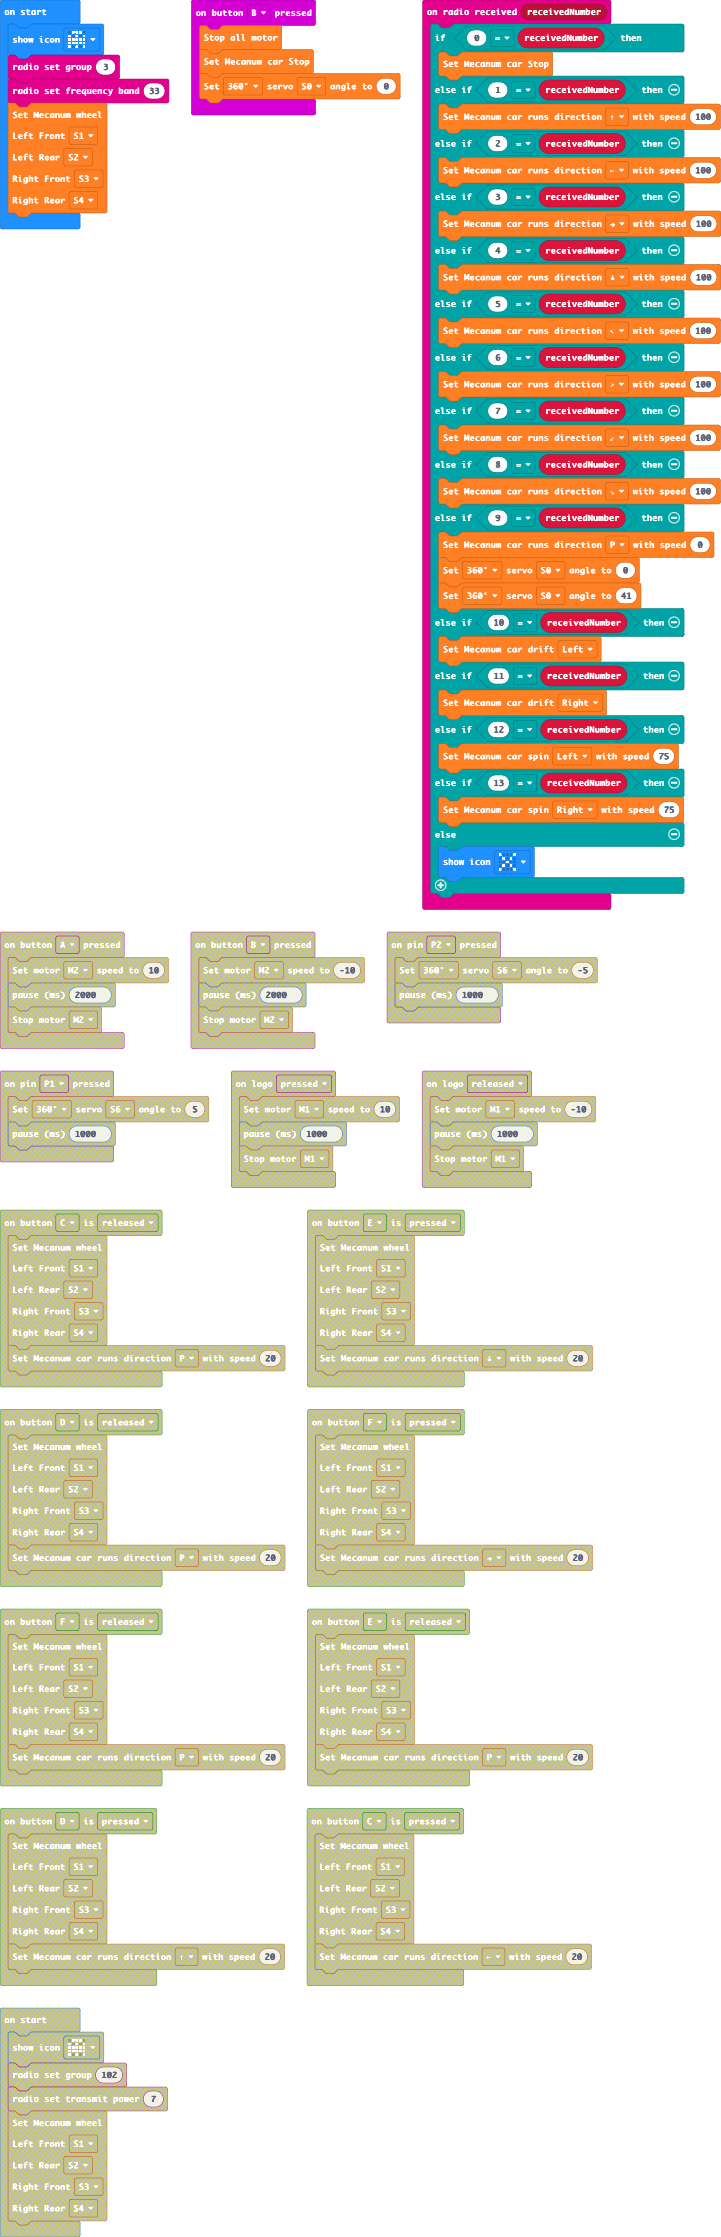 on start
show icon
radio set group 3
radio set frequency band 33
Set Mecanum wheel
Left Front S1
Left Rear S2
Right Front S3
Right Rear S4
on button B pressed
Stop all motor
Set Mecanum car Stop
Set 360° servo S0 angle to 0
on radio received receivedNumber
if 0 = receivedNumber then
Set Mecanum car Stop
else if 1 = receivedNumber then
Set Mecanum car runs direction ↑ with speed 100
else if 2 = receivedNumber then
Set Mecanum car runs direction ← with speed 100
else if 3 = receivedNumber then
Set Mecanum car runs direction → with speed 100
else if 4 = receivedNumber then
Set Mecanum car runs direction ↓ with speed 100
else if 5 = receivedNumber then
Set Mecanum car runs direction ↖ with speed 100
else if 6 = receivedNumber then
Set Mecanum car runs direction ↗ with speed 100
else if 7 = receivedNumber then
Set Mecanum car runs direction ↙ with speed 100
else if 8 = receivedNumber then
Set Mecanum car runs direction ↘ with speed 100
else if 9 = receivedNumber then
Set Mecanum car runs direction P with speed 0
Set 360° servo S0 angle to 0
Set 360° servo S0 angle to 41
else if 10 = receivedNumber then
Set Mecanum car drift Left
else if 11 = receivedNumber then
Set Mecanum car drift Right
else if 12 = receivedNumber then
Set Mecanum car spin Left with speed 75
else if 13 = receivedNumber then
Set Mecanum car spin Right with speed 75
else
show icon
on button A pressed
Set motor M2 speed to 10
pause (ms) 2000
Stop motor M2
on button B pressed
Set motor M2 speed to -10
pause (ms) 2000
Stop motor M2
on pin P2 pressed
Set 360° servo S6 angle to -5
pause (ms) 1000
on pin P1 pressed
Set 360° servo S6 angle to 5
pause (ms) 1000
on logo pressed
Set motor M1 speed to 10
pause (ms) 1000
Stop motor M1
on logo released
Set motor M1 speed to -10
pause (ms) 1000
Stop motor M1
on button C is released
Set Mecanum wheel
Left Front S1
Left Rear S2
Right Front S3
Right Rear S4
Set Mecanum car runs direction P with speed 20
on button E is pressed
Set Mecanum wheel
Left Front S1
Left Rear S2
Right Front S3
Right Rear S4
Set Mecanum car runs direction ↓ with speed 20
on button D is released
Set Mecanum wheel
Left Front S1
Left Rear S2
Right Front S3
Right Rear S4
Set Mecanum car runs direction P with speed 20
on button F is pressed
Set Mecanum wheel
Left Front S1
Left Rear S2
Right Front S3
Right Rear S4
Set Mecanum car runs direction → with speed 20
on button F is released
Set Mecanum wheel
Left Front S1
Left Rear S2
Right Front S3
Right Rear S4
Set Mecanum car runs direction P with speed 20
on button E is released
Set Mecanum wheel
Left Front S1
Left Rear S2
Right Front S3
Right Rear S4
Set Mecanum car runs direction P with speed 20
on button D is pressed
Set Mecanum wheel
Left Front S1
Left Rear S2
Right Front S3
Right Rear S4
Set Mecanum car runs direction ↑ with speed 20
on button C is pressed
Set Mecanum wheel
Left Front S1
Left Rear S2
Right Front S3
Right Rear S4
Set Mecanum car runs direction ← with speed 20
on start
show icon
radio set group 102
radio set transmit power 7
Set Mecanum wheel
Left Front S1
Left Rear S2
Right Front S3
Right Rear S4